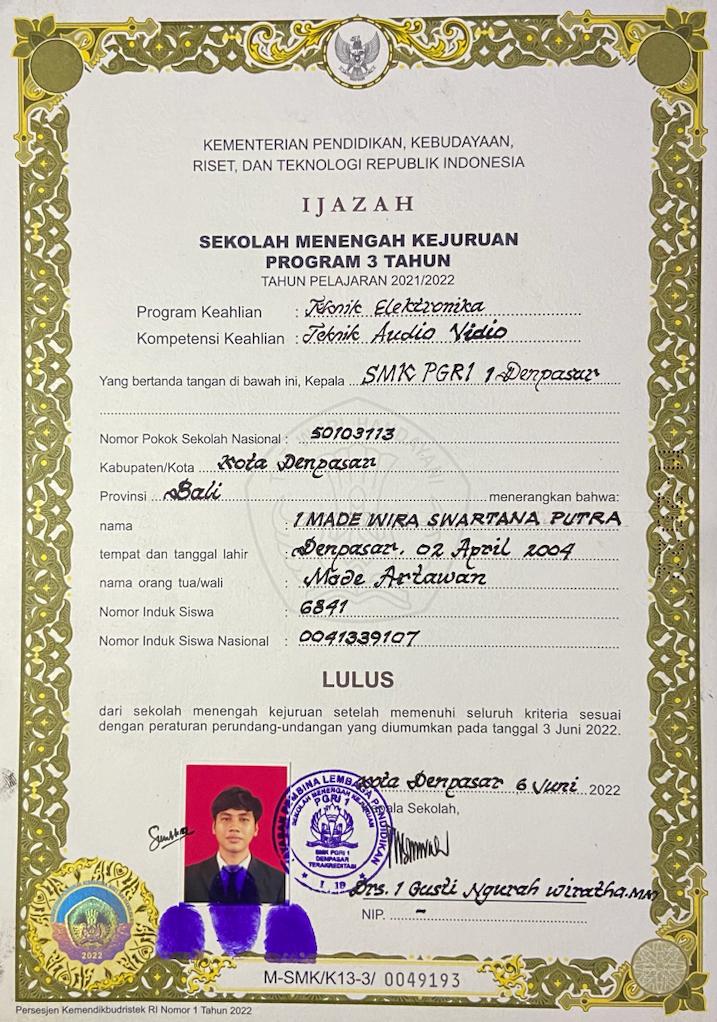 KEMENTERIAN PENDIDIKAN, KEBUDAYAAN,
RISET, DAN TEKNOLOGI REPUBLIK INDONESIA
IJAZAH
SEKOLAH MENENGAH KEJURUAN
PROGRAM 3 TAHUN
TAHUN PELAJARAN 2021/2022
Program Keahlian : Teknik Elektronika
Kompetensi Keahlian : Teknik Audio Vidio
Yang bertanda tangan di bawah ini, Kepala SMK PGRI 1 Denpasar
Nomor Pokok Sekolah Nasional : 50103113
Kabupaten/Kota Kota Denpasar
Provinsi Bali menerangkan bahwa:
nama : I MADE WIRA SWARTANA PUTRA
tempat dan tanggal lahir : Denpasar, 02 April 2004
nama orang tua/wali : Made Artawan
Nomor Induk Siswa : 6841
Nomor Induk Siswa Nasional : 0041339107
LULUS
dari sekolah menengah kejuruan setelah memenuhi seluruh kriteria sesuai
dengan peraturan perundang-undangan yang diumumkan pada tanggal 3 Juni 2022.
Kota Denpasar 6 Juni 2022
Kepala Sekolah,
PEMBINA LEMBAGA PENDIDIKAN
SEKOLAH MENENGAH KEJURUAN
PGRI 1
SMK PGRI 1
DENPASAR
TERAKREDITASI
Drs. I Gusti Ngurah Wiratha.MM
NIP. -
2022
M-SMK/K13-3/ 0049193
Persesjen Kemendikbudristek RI Nomor 1 Tahun 2022